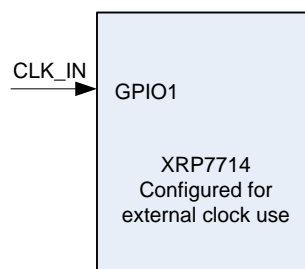 CLK_IN
GPIO1
XRP7714
Configured for
external clock use